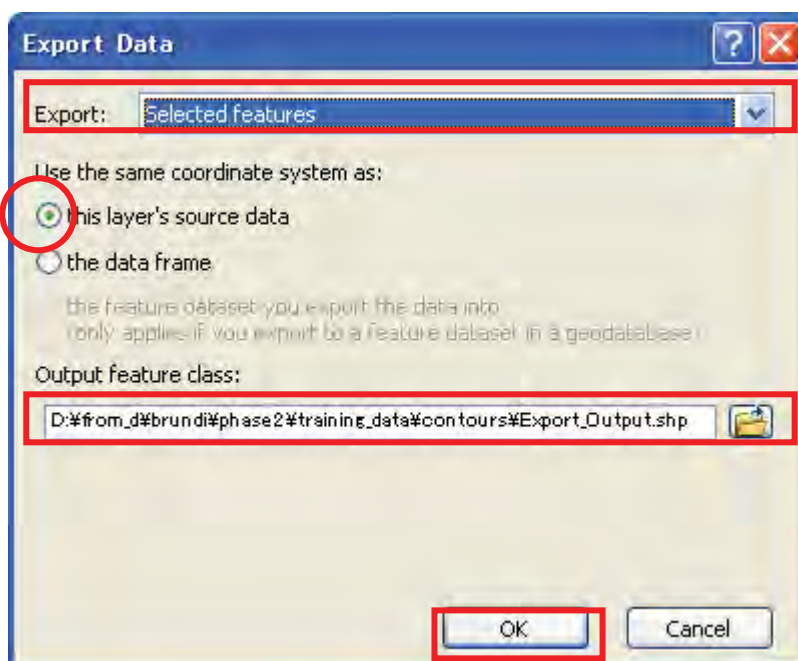 Export Data
Export: Selected features
Use the same coordinate system as:
this layer's source data
the data frame
the feature dataset you export the data into
(only applies if you export to a feature dataset in a geodatabase)
Output feature class:
D:¥from_d¥brundi¥phase2¥training_data¥contours¥Export_Output.shp
OK Cancel